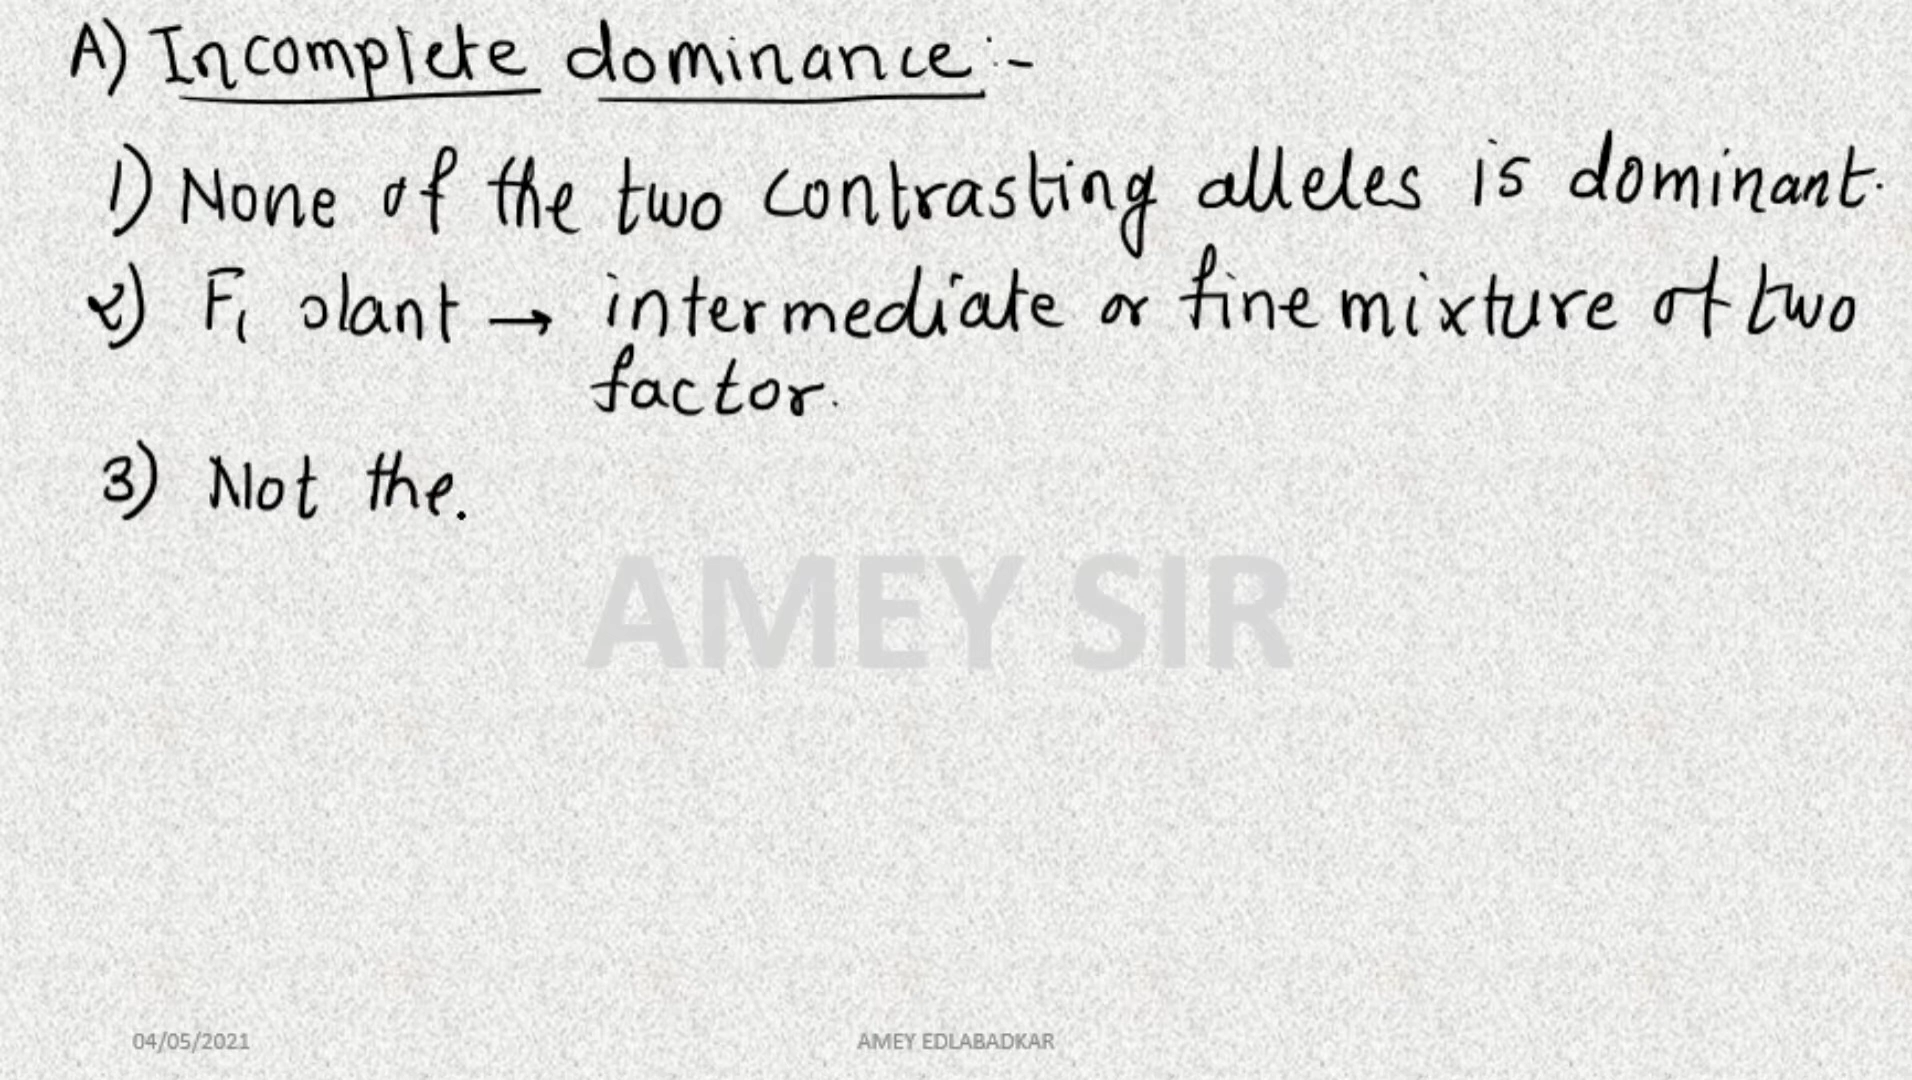 A) Incomplete dominance :-
1) None of the two contrasting alleles is dominant.
2) F₁ plant → intermediate or fine mixture of two
factor.
3) Not the.
AMEY SIR
04/05/2021 AMEY EDLABADKAR